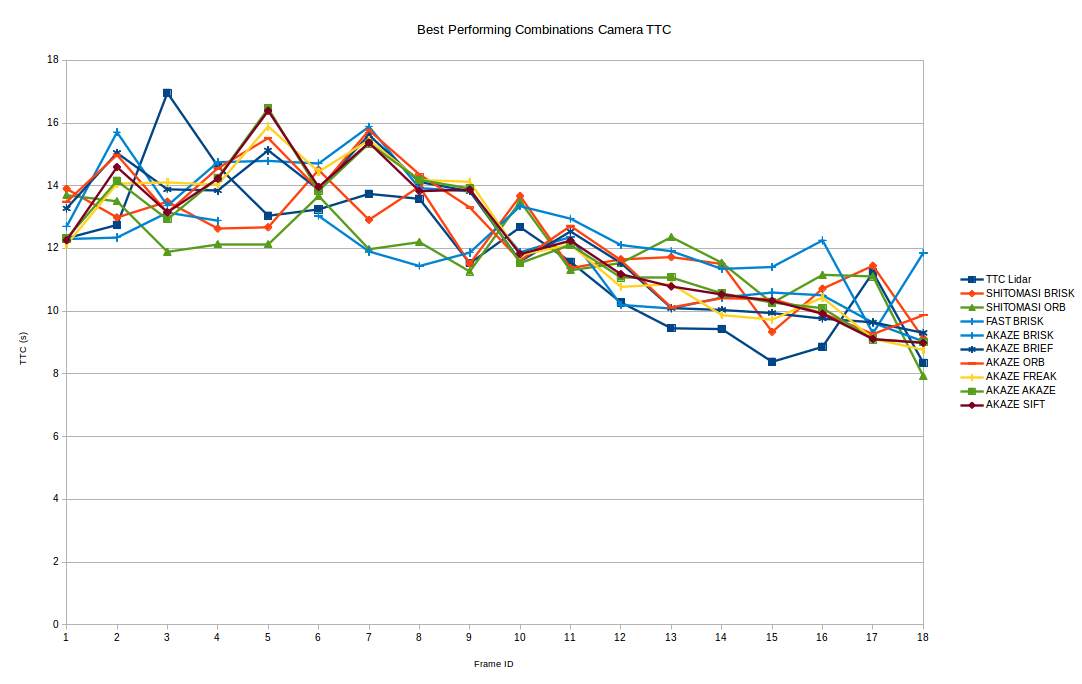 Best Performing Combinations Camera TTC
18
16
14
12
10
8
6
4
2
0
TTC (s)
1 2 3 4 5 6 7 8 9 10 11 12 13 14 15 16 17 18
Frame ID
TTC Lidar
SHITOMASI BRISK
SHITOMASI ORB
FAST BRISK
AKAZE BRISK
AKAZE BRIEF
AKAZE ORB
AKAZE FREAK
AKAZE AKAZE
AKAZE SIFT